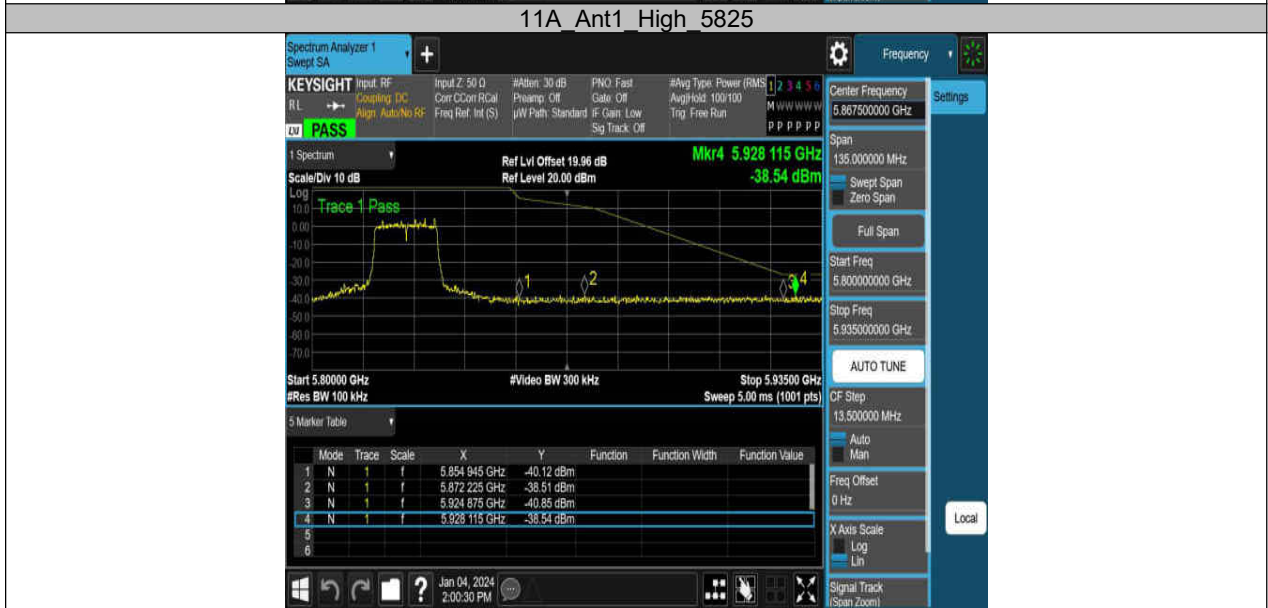 11A_Ant1_High_5825
Spectrum Analyzer 1
Swept SA
+
Frequency
KEYSIGHT
RL
LXI PASS
Input: RF
Coupling: DC
Align: Auto/No RF
Input Z: 50 Ω
Corr CCorr RCal
Freq Ref: Int (S)
#Atten: 30 dB
Preamp: Off
µW Path: Standard
PNO: Fast
Gate: Off
IF Gain: Low
Sig Track: Off
#Avg Type: Power (RMS
Avg|Hold: 100/100
Trig: Free Run
1 2 3 4 5 6
M W W W W W
P P P P P P
1 Spectrum
Scale/Div 10 dB
Ref Lvl Offset 19.96 dB
Ref Level 20.00 dBm
Mkr4 5.928 115 GHz
-38.54 dBm
Log
Trace 1 Pass
10.0
0.00
-10.0
-20.0
-30.0
-40.0
-50.0
-60.0
-70.0
1
2
3
4
Start 5.80000 GHz
#Res BW 100 kHz
#Video BW 300 kHz
Stop 5.93500 GHz
Sweep 5.00 ms (1001 pts)
5 Marker Table
Mode Trace Scale X Y Function Function Width Function Value
1 N 1 f 5.854 945 GHz -40.12 dBm
2 N 1 f 5.872 225 GHz -38.51 dBm
3 N 1 f 5.924 875 GHz -40.85 dBm
4 N 1 f 5.928 115 GHz -38.54 dBm
5
6
?
Jan 04, 2024
2:00:30 PM
Center Frequency
5.867500000 GHz
Span
135.000000 MHz
Swept Span
Zero Span
Full Span
Start Freq
5.800000000 GHz
Stop Freq
5.935000000 GHz
AUTO TUNE
CF Step
13.500000 MHz
Auto
Man
Freq Offset
0 Hz
X Axis Scale
Log
Lin
Signal Track
(Span Zoom)
Settings
Local